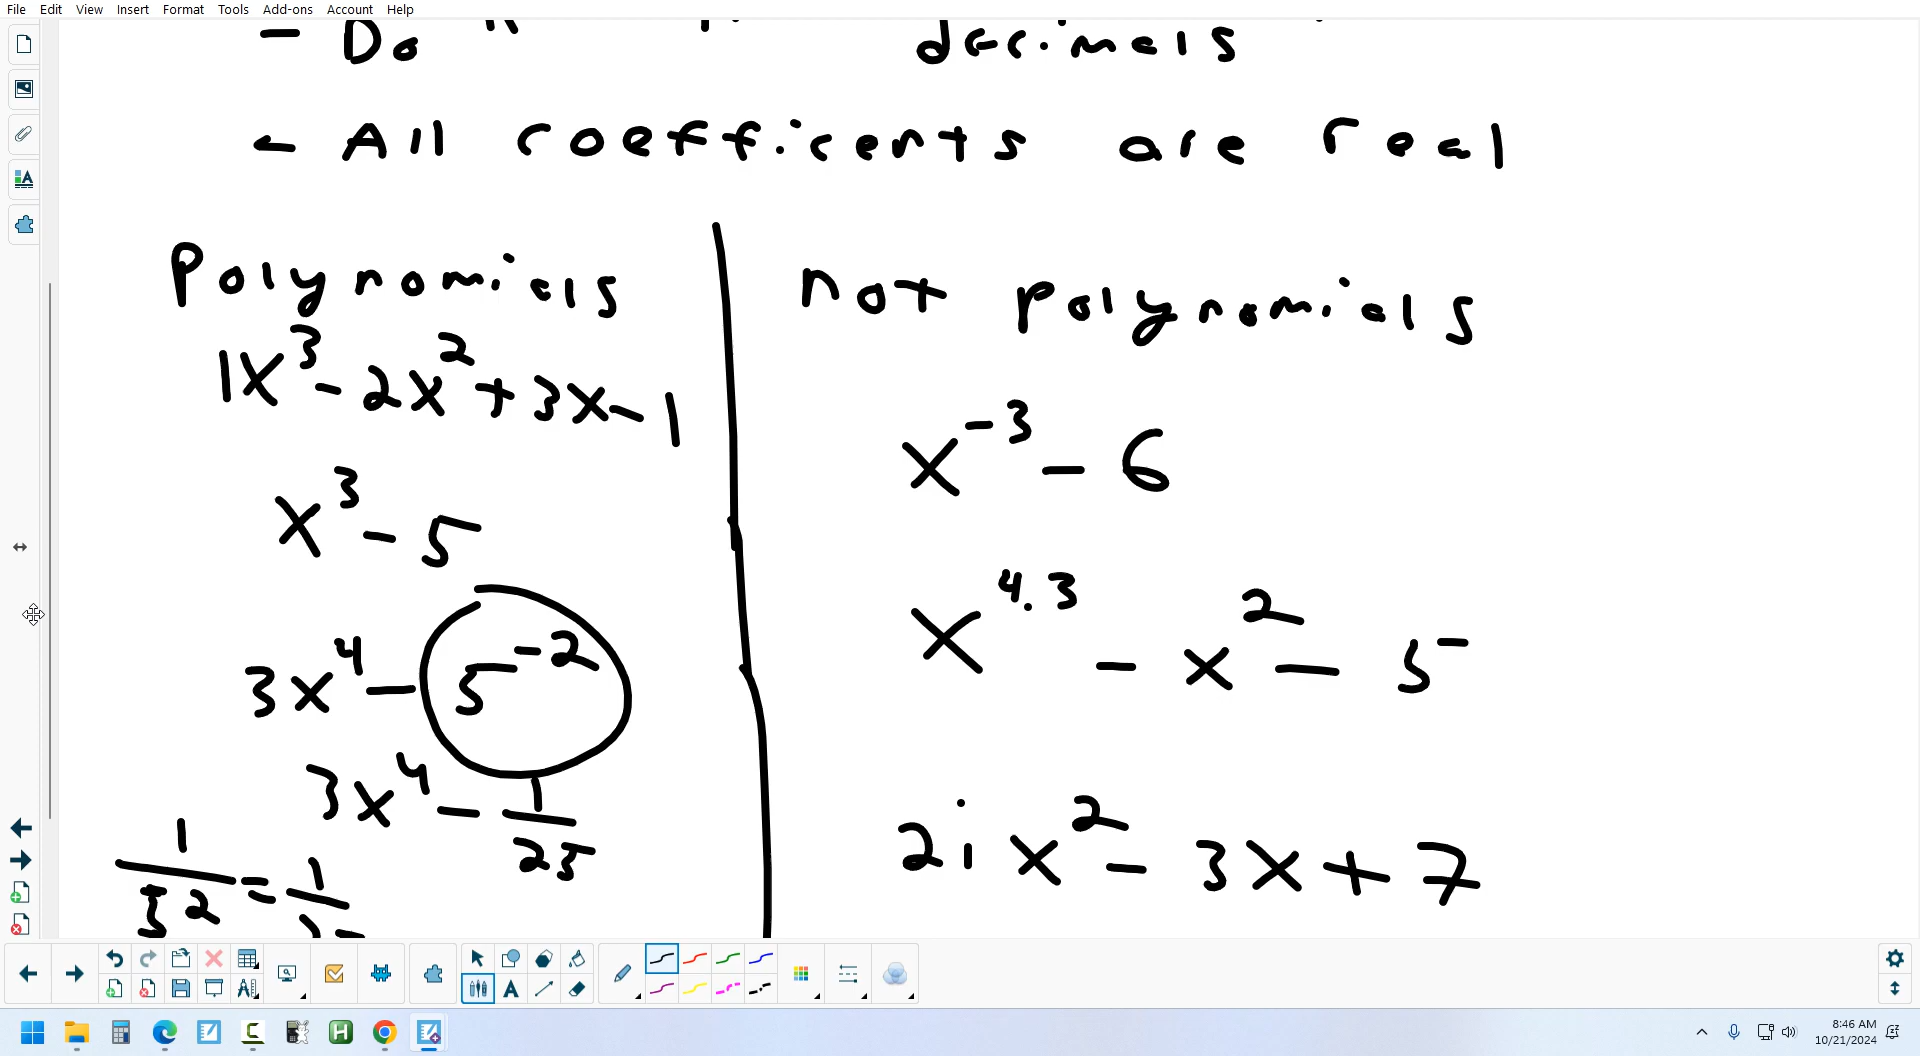 File Edit View Insert Format Tools Add-ons Account Help
- Do decimals
- All coefficents are real
Polynomials
1x³ - 2x² + 3x - 1
x³ - 5
3x⁴ - 5⁻²
3x⁴ - 1/25
1/5² = 1/
not polynomials
x⁻³ - 6
x⁴·³ - x² - 5
2ix² - 3x + 7
8:46 AM
10/21/2024